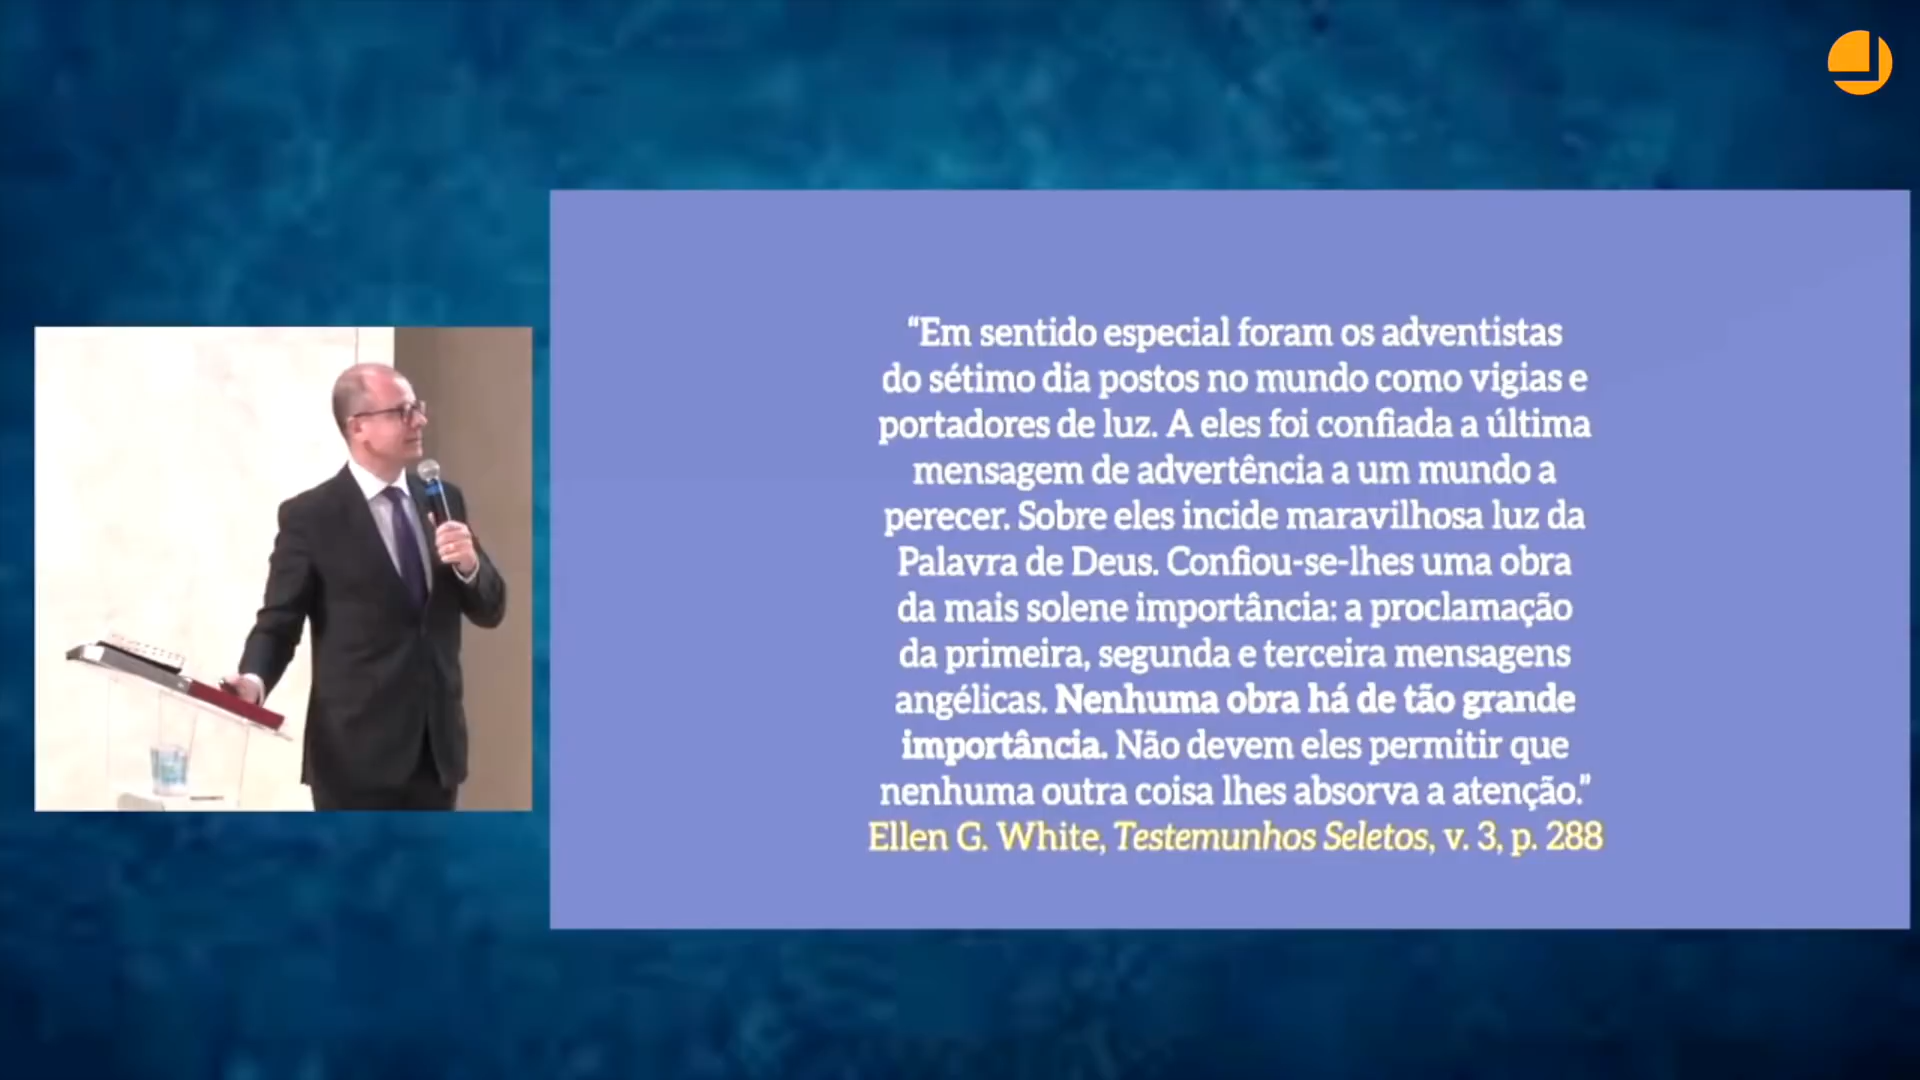 “Em sentido especial foram os adventistas
do sétimo dia postos no mundo como vigias e
portadores de luz. A eles foi confiada a última
mensagem de advertência a um mundo a
perecer. Sobre eles incide maravilhosa luz da
Palavra de Deus. Confiou-se-lhes uma obra
da mais solene importância: a proclamação
da primeira, segunda e terceira mensagens
angélicas. Nenhuma obra há de tão grande
importância. Não devem eles permitir que
nenhuma outra coisa lhes absorva a atenção.”
Ellen G. White, Testemunhos Seletos, v. 3, p. 288